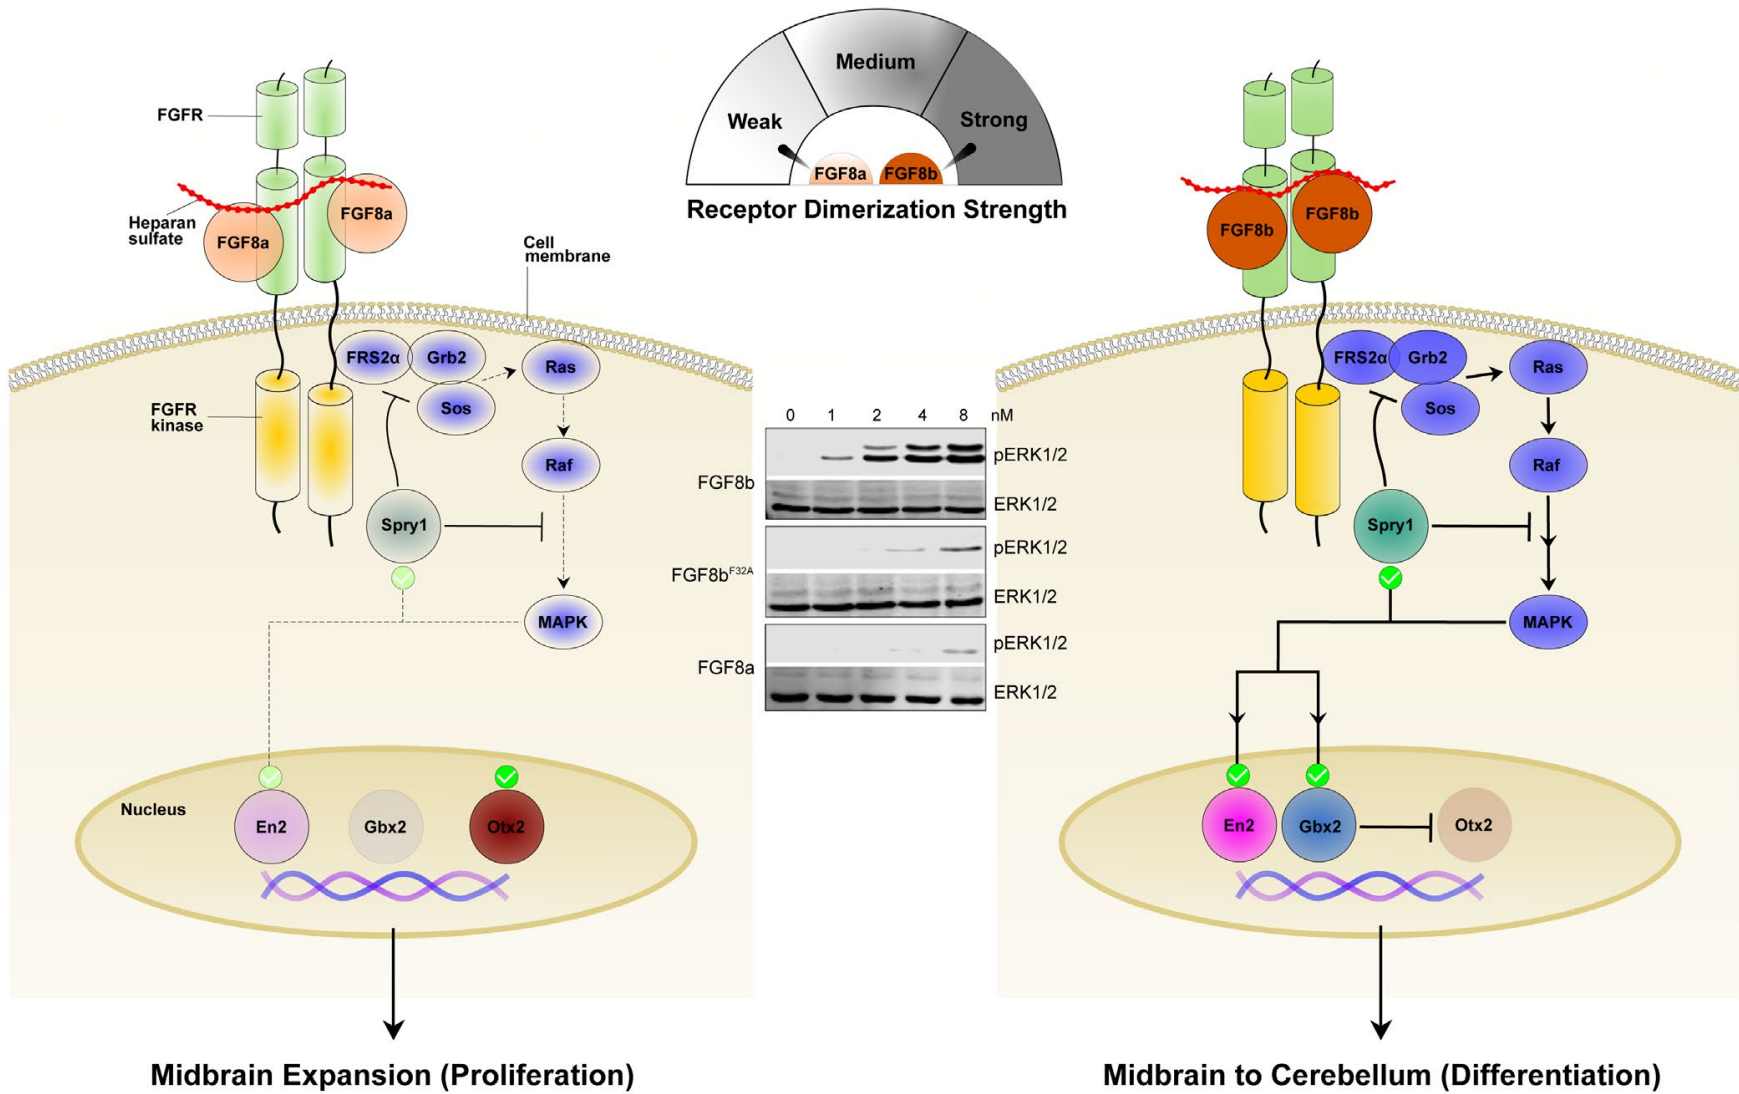 Weak
Medium
Strong
FGF8a
FGF8b
Receptor Dimerization Strength
FGFR
Heparan
sulfate
FGF8a
FGF8a
Cell
membrane
FRS2α
Grb2
Sos
Ras
FGFR
kinase
Raf
Spry1
MAPK
Nucleus
En2
Gbx2
Otx2
Midbrain Expansion (Proliferation)
0 1 2 4 8 nM
FGF8b
pERK1/2
ERK1/2
FGF8bF32A
pERK1/2
ERK1/2
FGF8a
pERK1/2
ERK1/2
FGF8b
FGF8b
FRS2α
Grb2
Sos
Ras
Raf
Spry1
MAPK
En2
Gbx2
Otx2
Midbrain to Cerebellum (Differentiation)